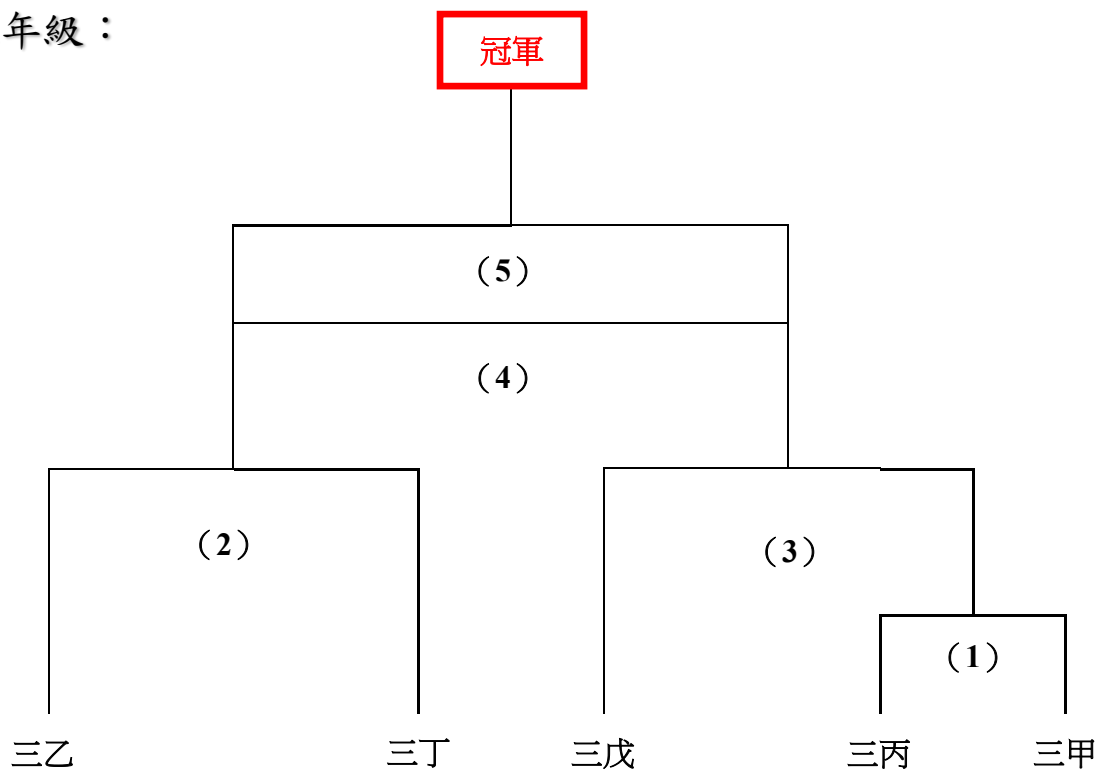 年級：
冠軍
（5）
（4）
（2）
（3）
（1）
三乙 三丁 三戊 三丙 三甲